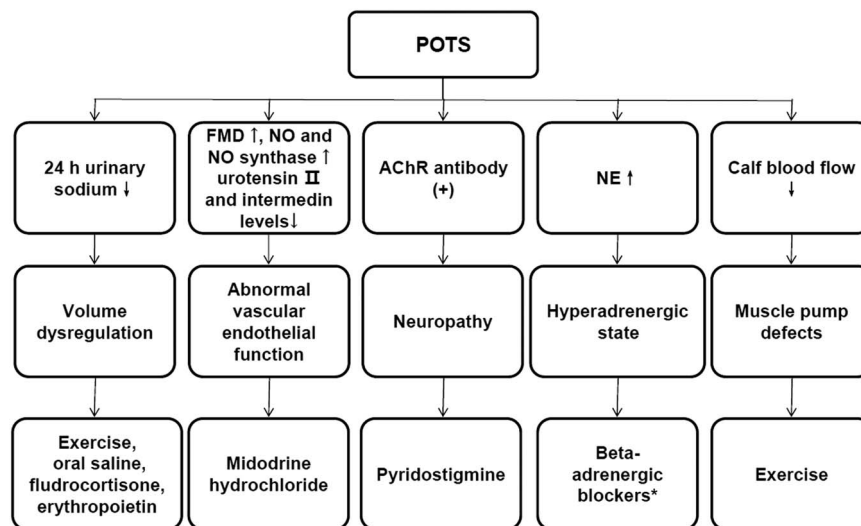 POTS
24 h urinary
sodium ↓
FMD ↑, NO and
NO synthase ↑
urotensin Ⅱ
and intermedin
levels↓
AChR antibody
(+)
NE ↑
Calf blood flow
↓
Volume
dysregulation
Abnormal
vascular
endothelial
function
Neuropathy
Hyperadrenergic
state
Muscle pump
defects
Exercise,
oral saline,
fludrocortisone,
erythropoietin
Midodrine
hydrochloride
Pyridostigmine
Beta-
adrenergic
blockers*
Exercise